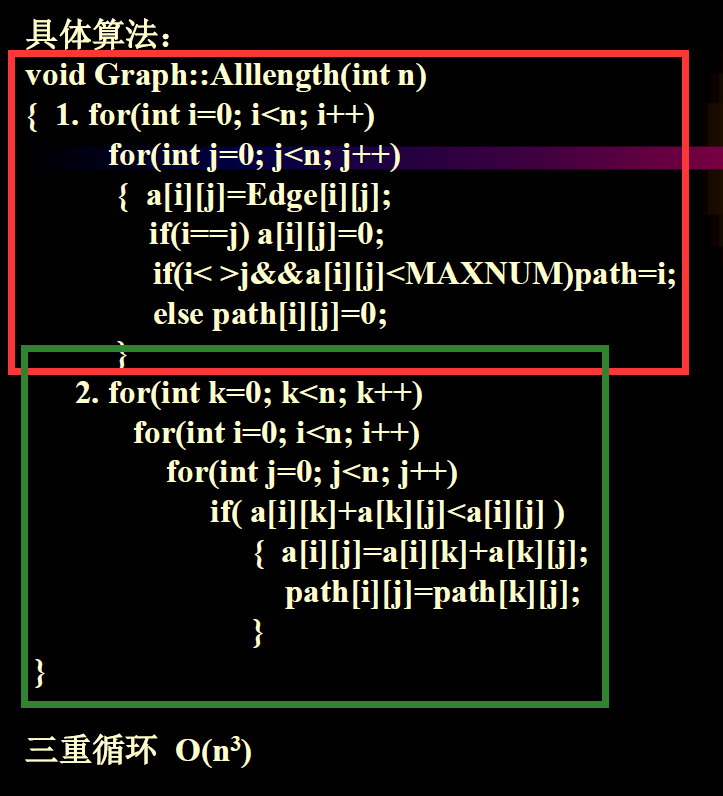 具体算法：
void Graph::Alllength(int n)
{ 1. for(int i=0; i<n; i++)
for(int j=0; j<n; j++)
{ a[i][j]=Edge[i][j];
if(i==j) a[i][j]=0;
if(i< >j&&a[i][j]<MAXNUM)path=i;
else path[i][j]=0;
}
2. for(int k=0; k<n; k++)
for(int i=0; i<n; i++)
for(int j=0; j<n; j++)
if( a[i][k]+a[k][j]<a[i][j] )
{ a[i][j]=a[i][k]+a[k][j];
path[i][j]=path[k][j];
}
}
三重循环 O(n³)